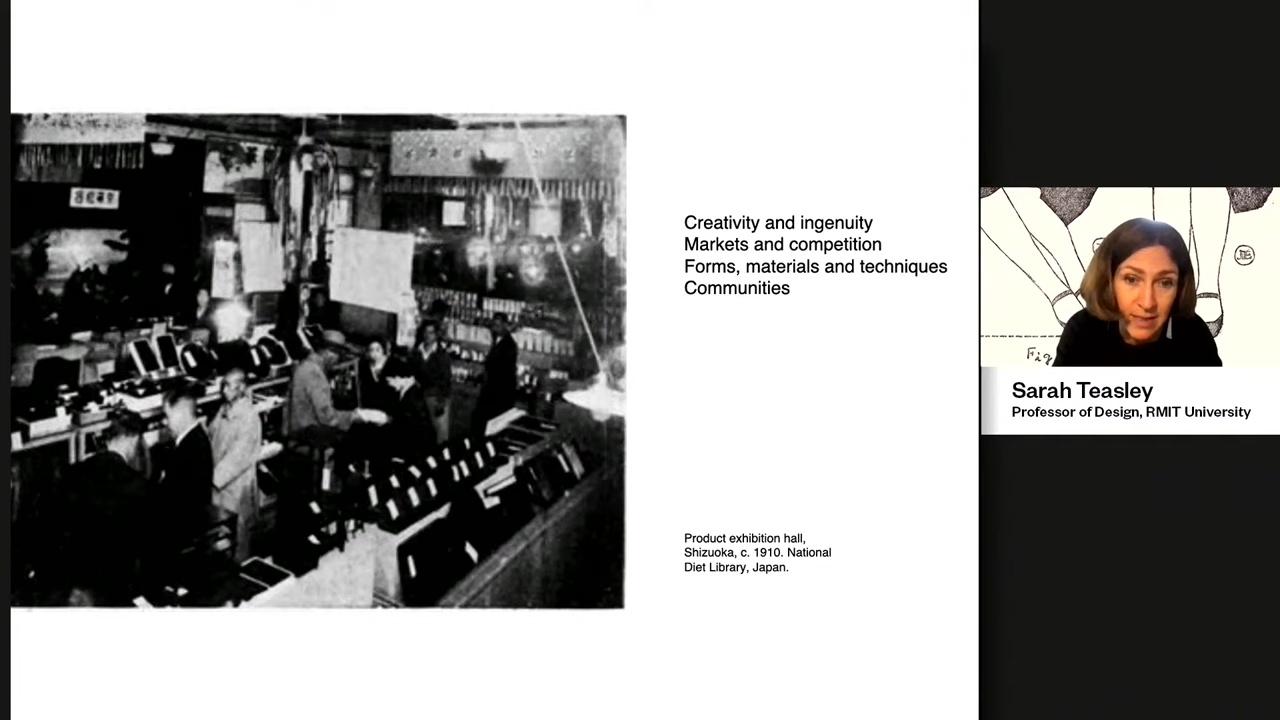 Creativity and ingenuity
Markets and competition
Forms, materials and techniques
Communities
Product exhibition hall,
Shizuoka, c. 1910. National
Diet Library, Japan.
Fig
Sarah Teasley
Professor of Design, RMIT University